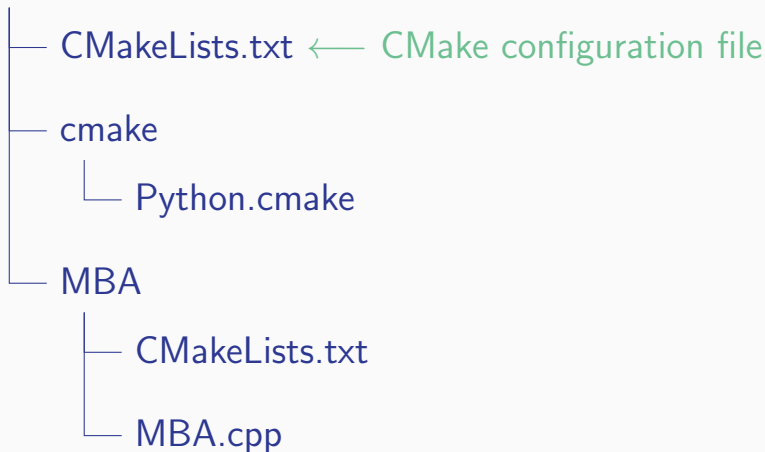 CMakeLists.txt ⟵ CMake configuration file
cmake
Python.cmake
MBA
CMakeLists.txt
MBA.cpp